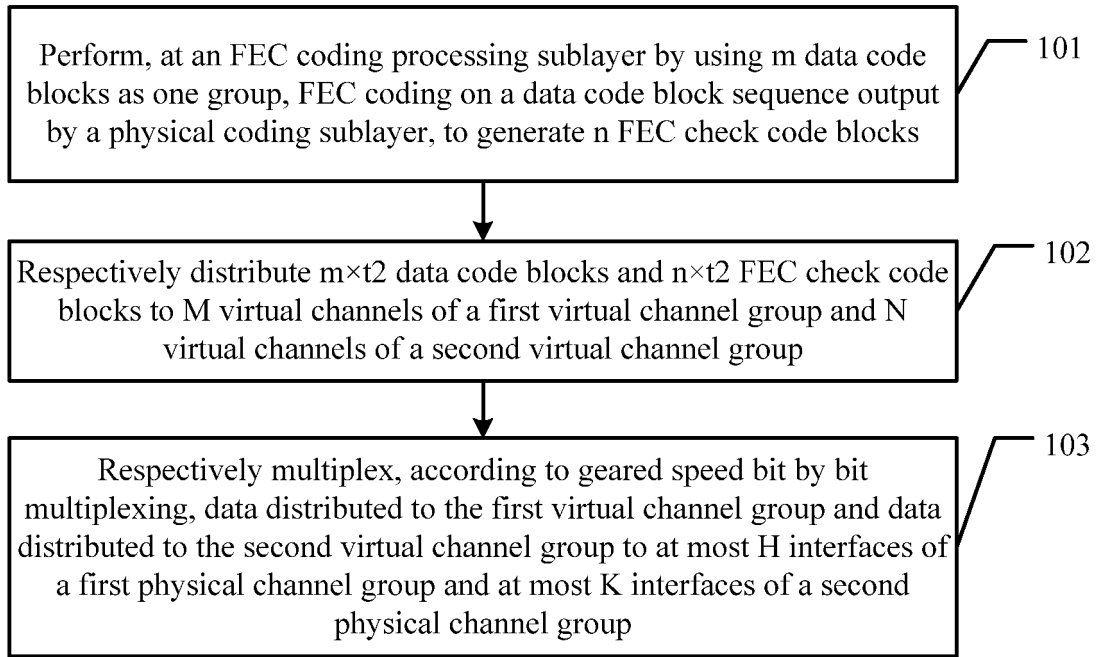 Perform, at an FEC coding processing sublayer by using m data code
blocks as one group, FEC coding on a data code block sequence output
by a physical coding sublayer, to generate n FEC check code blocks
101
Respectively distribute m×t2 data code blocks and n×t2 FEC check code
blocks to M virtual channels of a first virtual channel group and N
virtual channels of a second virtual channel group
102
Respectively multiplex, according to geared speed bit by bit
multiplexing, data distributed to the first virtual channel group and data
distributed to the second virtual channel group to at most H interfaces of
a first physical channel group and at most K interfaces of a second
physical channel group
103